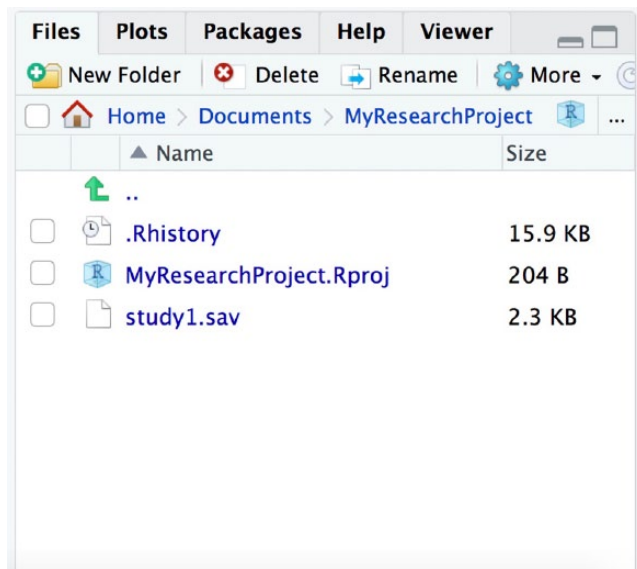 Files Plots Packages Help Viewer
New Folder Delete Rename More
Home > Documents > MyResearchProject R ...
Name Size
..
.Rhistory 15.9 KB
R MyResearchProject.Rproj 204 B
study1.sav 2.3 KB